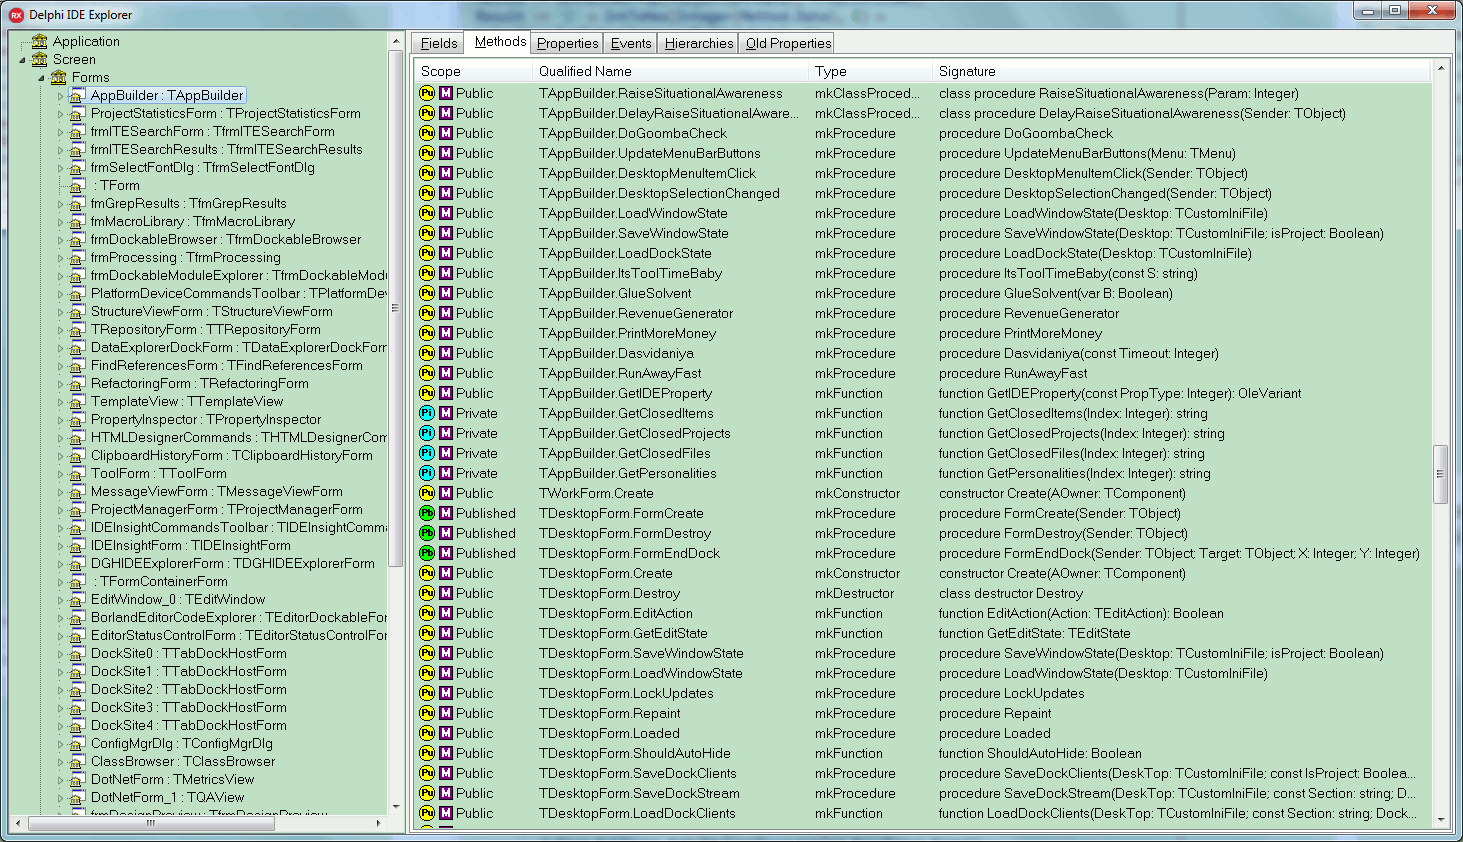 Delphi IDE Explorer
Application
Screen
Forms
AppBuilder : TAppBuilder
ProjectStatisticsForm : TProjectStatisticsForm
frmITESearchForm : TfrmITESearchForm
frmITESearchResults : TfrmITESearchResults
frmSelectFontDlg : TfrmSelectFontDlg
: TForm
fmGrepResults : TfmGrepResults
fmMacroLibrary : TfmMacroLibrary
frmDockableBrowser : TfrmDockableBrowser
frmProcessing : TfrmProcessing
frmDockableModuleExplorer : TfrmDockableModu
PlatformDeviceCommandsToolbar : TPlatformDev
StructureViewForm : TStructureViewForm
TRepositoryForm : TTRepositoryForm
DataExplorerDockForm : TDataExplorerDockForm
FindReferencesForm : TFindReferencesForm
RefactoringForm : TRefactoringForm
TemplateView : TTemplateView
PropertyInspector : TPropertyInspector
HTMLDesignerCommands : THTMLDesignerCom
ClipboardHistoryForm : TClipboardHistoryForm
ToolForm : TToolForm
MessageViewForm : TMessageViewForm
ProjectManagerForm : TProjectManagerForm
IDEInsightCommandsToolbar : TIDEInsightComma
IDEInsightForm : TIDEInsightForm
DGHIDEExplorerForm : TDGHIDEExplorerForm
: TFormContainerForm
EditWindow_0 : TEditWindow
BorlandEditorCodeExplorer : TEditorDockableFor
EditorStatusControlForm : TEditorStatusControlForm
DockSite0 : TTabDockHostForm
DockSite1 : TTabDockHostForm
DockSite2 : TTabDockHostForm
DockSite3 : TTabDockHostForm
DockSite4 : TTabDockHostForm
ConfigMgrDlg : TConfigMgrDlg
ClassBrowser : TClassBrowser
DotNetForm : TMetricsView
DotNetForm_1 : TQAView
frmDesignPreview : TfrmDesignPreview
Fields Methods Properties Events Hierarchies Old Properties
Scope Qualified Name Type Signature
Pu M Public TAppBuilder.RaiseSituationalAwareness mkClassProced... class procedure RaiseSituationalAwareness(Param: Integer)
Pu M Public TAppBuilder.DelayRaiseSituationalAware... mkClassProced... class procedure DelayRaiseSituationalAwareness(Sender: TObject)
Pu M Public TAppBuilder.DoGoombaCheck mkProcedure procedure DoGoombaCheck
Pu M Public TAppBuilder.UpdateMenuBarButtons mkProcedure procedure UpdateMenuBarButtons(Menu: TMenu)
Pu M Public TAppBuilder.DesktopMenuItemClick mkProcedure procedure DesktopMenuItemClick(Sender: TObject)
Pu M Public TAppBuilder.DesktopSelectionChanged mkProcedure procedure DesktopSelectionChanged(Sender: TObject)
Pu M Public TAppBuilder.LoadWindowState mkProcedure procedure LoadWindowState(Desktop: TCustomIniFile)
Pu M Public TAppBuilder.SaveWindowState mkProcedure procedure SaveWindowState(Desktop: TCustomIniFile; isProject: Boolean)
Pu M Public TAppBuilder.LoadDockState mkProcedure procedure LoadDockState(Desktop: TCustomIniFile)
Pu M Public TAppBuilder.ItsToolTimeBaby mkProcedure procedure ItsToolTimeBaby(const S: string)
Pu M Public TAppBuilder.GlueSolvent mkProcedure procedure GlueSolvent(var B: Boolean)
Pu M Public TAppBuilder.RevenueGenerator mkProcedure procedure RevenueGenerator
Pu M Public TAppBuilder.PrintMoreMoney mkProcedure procedure PrintMoreMoney
Pu M Public TAppBuilder.Dasvidaniya mkProcedure procedure Dasvidaniya(const Timeout: Integer)
Pu M Public TAppBuilder.RunAwayFast mkProcedure procedure RunAwayFast
Pu M Public TAppBuilder.GetIDEProperty mkFunction function GetIDEProperty(const PropType: Integer): OleVariant
Pi M Private TAppBuilder.GetClosedItems mkFunction function GetClosedItems(Index: Integer): string
Pi M Private TAppBuilder.GetClosedProjects mkFunction function GetClosedProjects(Index: Integer): string
Pi M Private TAppBuilder.GetClosedFiles mkFunction function GetClosedFiles(Index: Integer): string
Pi M Private TAppBuilder.GetPersonalities mkFunction function GetPersonalities(Index: Integer): string
Pu M Public TWorkForm.Create mkConstructor constructor Create(AOwner: TComponent)
Pb M Published TDesktopForm.FormCreate mkProcedure procedure FormCreate(Sender: TObject)
Pb M Published TDesktopForm.FormDestroy mkProcedure procedure FormDestroy(Sender: TObject)
Pb M Published TDesktopForm.FormEndDock mkProcedure procedure FormEndDock(Sender: TObject; Target: TObject; X: Integer; Y: Integer)
Pu M Public TDesktopForm.Create mkConstructor constructor Create(AOwner: TComponent)
Pu M Public TDesktopForm.Destroy mkDestructor class destructor Destroy
Pu M Public TDesktopForm.EditAction mkFunction function EditAction(Action: TEditAction): Boolean
Pu M Public TDesktopForm.GetEditState mkFunction function GetEditState: TEditState
Pu M Public TDesktopForm.SaveWindowState mkProcedure procedure SaveWindowState(Desktop: TCustomIniFile; isProject: Boolean)
Pu M Public TDesktopForm.LoadWindowState mkProcedure procedure LoadWindowState(Desktop: TCustomIniFile)
Pu M Public TDesktopForm.LockUpdates mkProcedure procedure LockUpdates
Pu M Public TDesktopForm.Repaint mkProcedure procedure Repaint
Pu M Public TDesktopForm.Loaded mkProcedure procedure Loaded
Pu M Public TDesktopForm.ShouldAutoHide mkFunction function ShouldAutoHide: Boolean
Pu M Public TDesktopForm.SaveDockClients mkProcedure procedure SaveDockClients(DeskTop: TCustomIniFile; const IsProject: Boolea...
Pu M Public TDesktopForm.SaveDockStream mkProcedure procedure SaveDockStream(DeskTop: TCustomIniFile; const Section: string; D...
Pu M Public TDesktopForm.LoadDockClients mkFunction function LoadDockClients(DeskTop: TCustomIniFile; const Section: string; Dock...